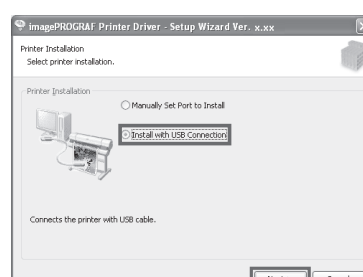 imagePROGRAF Printer Driver - Setup Wizard Ver. x.xx
Printer Installation
Select printer installation.
Printer Installation
Manually Set Port to Install
Install with USB Connection
Connects the printer with USB cable.